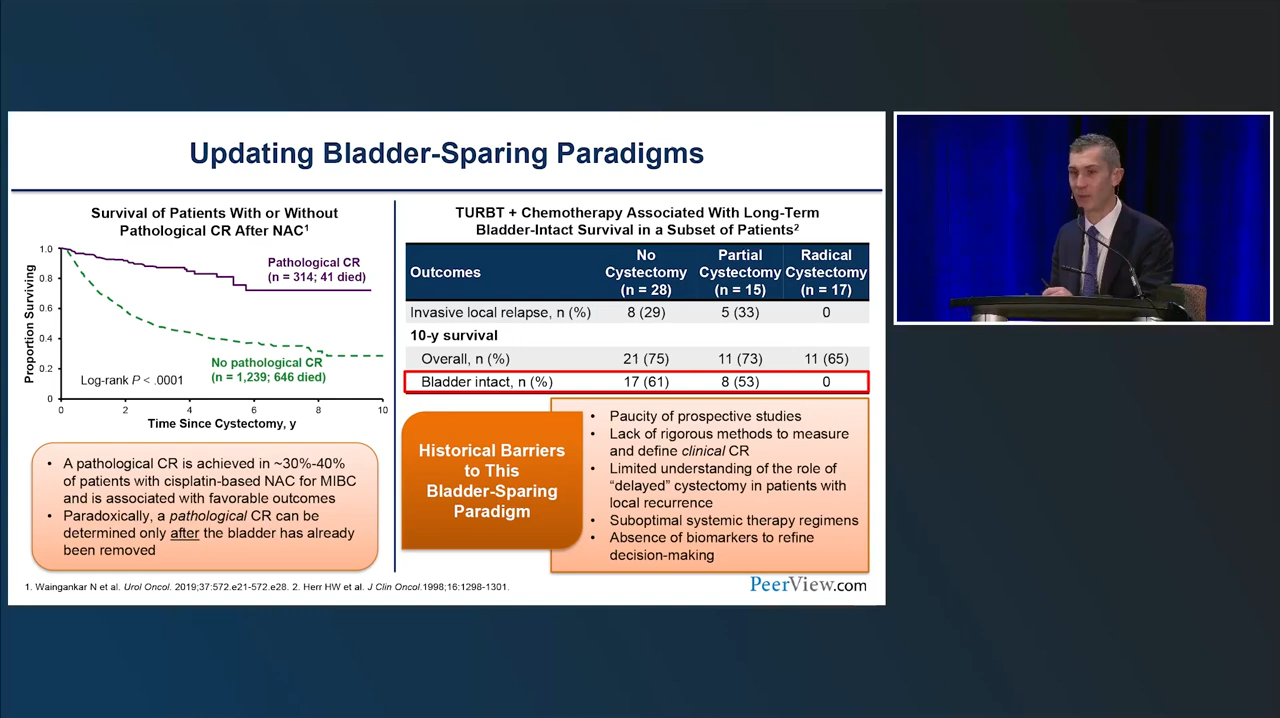 Updating Bladder-Sparing Paradigms
Survival of Patients With or Without
Pathological CR After NAC1
Proportion Surviving
1.0
0.8
0.6
0.4
0.2
0
Pathological CR
(n = 314; 41 died)
No pathological CR
(n = 1,239; 646 died)
Log-rank P < .0001
0 2 4 6 8 10
Time Since Cystectomy, y
• A pathological CR is achieved in ~30%-40%
of patients with cisplatin-based NAC for MIBC
and is associated with favorable outcomes
• Paradoxically, a pathological CR can be
determined only after the bladder has already
been removed
TURBT + Chemotherapy Associated With Long-Term
Bladder-Intact Survival in a Subset of Patients2
Outcomes
No
Cystectomy
(n = 28)
Partial
Cystectomy
(n = 15)
Radical
Cystectomy
(n = 17)
Invasive local relapse, n (%) 8 (29) 5 (33) 0
10-y survival
Overall, n (%) 21 (75) 11 (73) 11 (65)
Bladder intact, n (%) 17 (61) 8 (53) 0
Historical Barriers
to This
Bladder-Sparing
Paradigm
• Paucity of prospective studies
• Lack of rigorous methods to measure
and define clinical CR
• Limited understanding of the role of
“delayed” cystectomy in patients with
local recurrence
• Suboptimal systemic therapy regimens
• Absence of biomarkers to refine
decision-making
1. Waingankar N et al. Urol Oncol. 2019;37:572.e21-572.e28. 2. Herr HW et al. J Clin Oncol.1998;16:1298-1301.
PeerView.com